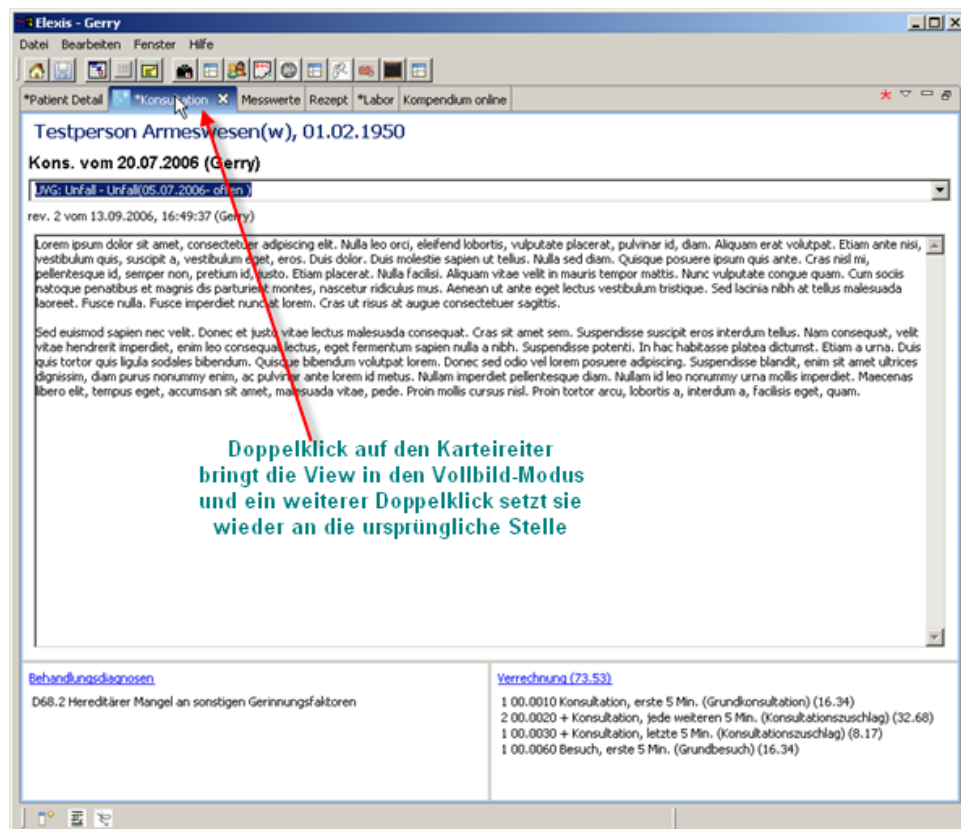 Elexis - Gerry
Datei Bearbeiten Fenster Hilfe
*Patient Detail *Konsultation Messwerte Rezept *Labor Kompendium online
Testperson Armeswesen(w), 01.02.1950
Kons. vom 20.07.2006 (Gerry)
UVG: Unfall - Unfall(05.07.2006- offen )
rev. 2 vom 13.09.2006, 16:49:37 (Gerry)
Lorem ipsum dolor sit amet, consectetuer adipiscing elit. Nulla leo orci, eleifend lobortis, vulputate placerat, pulvinar id, diam. Aliquam erat volutpat. Etiam ante nisi,
vestibulum quis, suscipit a, vestibulum eget, eros. Duis dolor. Duis molestie sapien ut tellus. Nulla sed diam. Quisque posuere ipsum quis ante. Cras nisl mi,
pellentesque id, semper non, pretium id, justo. Etiam placerat. Nulla facilisi. Aliquam vitae velit in mauris tempor mattis. Nunc vulputate congue quam. Cum sociis
natoque penatibus et magnis dis parturient montes, nascetur ridiculus mus. Aenean ut ante eget lectus vestibulum tristique. Sed lacinia nibh at tellus malesuada
laoreet. Fusce nulla. Fusce imperdiet nunc at lorem. Cras ut risus at augue consectetuer sagittis.
Sed euismod sapien nec velit. Donec et justo vitae lectus malesuada consequat. Cras sit amet sem. Suspendisse suscipit eros interdum tellus. Nam consequat, velit
vitae hendrerit imperdiet, enim leo consequat lectus, eget fermentum sapien nulla a nibh. Suspendisse potenti. In hac habitasse platea dictumst. Etiam a urna. Duis
quis tortor quis ligula sodales bibendum. Quisque bibendum volutpat lorem. Donec sed odio vel lorem posuere adipiscing. Suspendisse blandit, enim sit amet ultrices
dignissim, diam purus nonummy enim, ac pulvinar ante lorem id metus. Nullam imperdiet pellentesque diam. Nullam id leo nonummy urna mollis imperdiet. Maecenas
libero elit, tempus eget, accumsan sit amet, malesuada vitae, pede. Proin mollis cursus nisl. Proin tortor arcu, lobortis a, interdum a, facilisis eget, quam.
Doppelklick auf den Karteireiter
bringt die View in den Vollbild-Modus
und ein weiterer Doppelklick setzt sie
wieder an die ursprüngliche Stelle
Behandlungsdiagnosen
D68.2 Hereditärer Mangel an sonstigen Gerinnungsfaktoren
Verrechnung (73.53)
1 00.0010 Konsultation, erste 5 Min. (Grundkonsultation) (16.34)
2 00.0020 + Konsultation, jede weiteren 5 Min. (Konsultationszuschlag) (32.68)
1 00.0030 + Konsultation, letzte 5 Min. (Konsultationszuschlag) (8.17)
1 00.0060 Besuch, erste 5 Min. (Grundbesuch) (16.34)